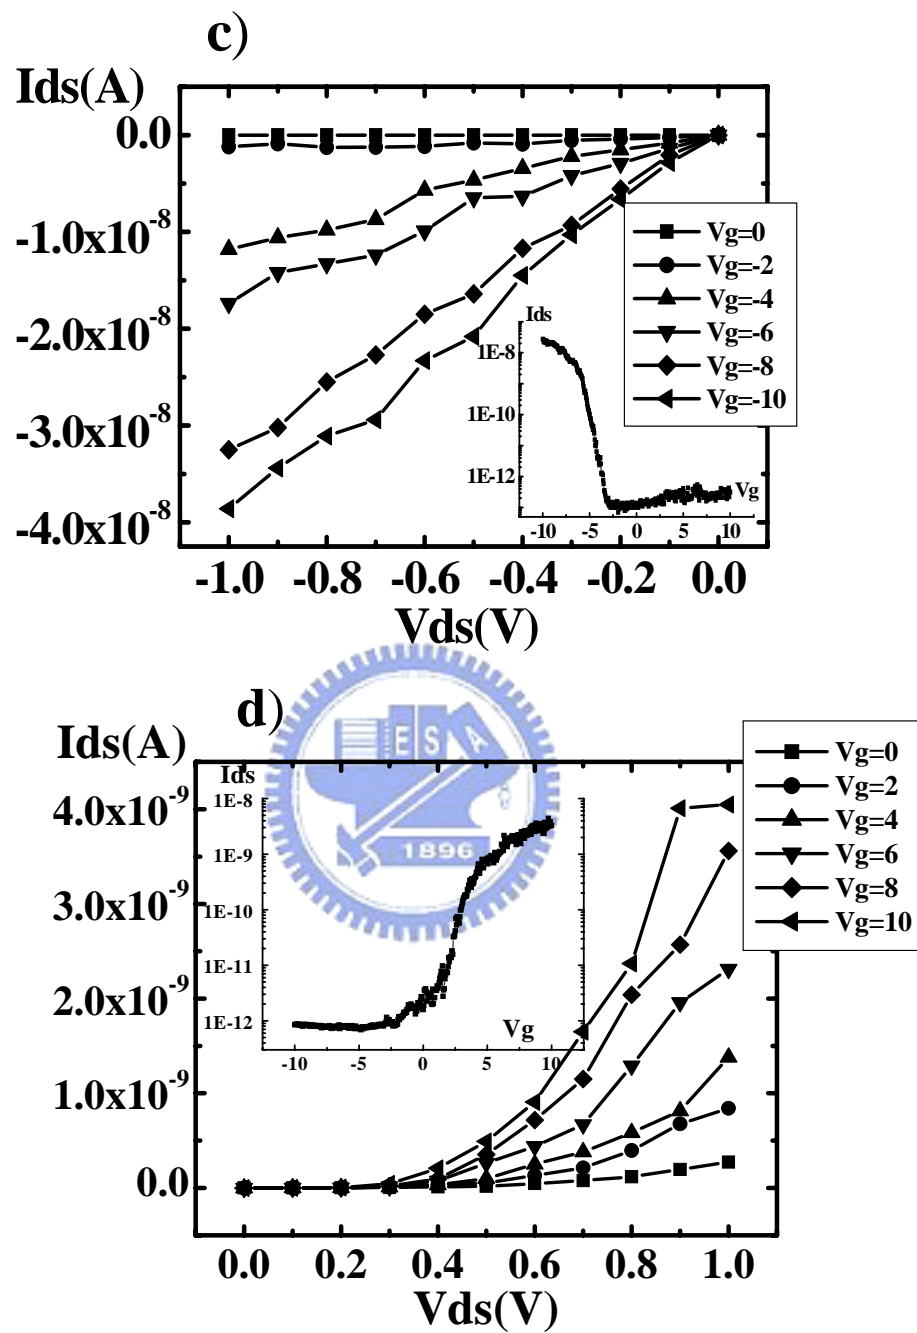 c)
Ids(A)
0.0
-1.0x10⁻⁸
-2.0x10⁻⁸
-3.0x10⁻⁸
-4.0x10⁻⁸
-1.0 -0.8 -0.6 -0.4 -0.2 0.0
Vds(V)
Vg=0
Vg=-2
Vg=-4
Vg=-6
Vg=-8
Vg=-10
Ids
1E-8
1E-10
1E-12
Vg
-10 -5 0 5 10
d)
Ids(A)
4.0x10⁻⁹
3.0x10⁻⁹
2.0x10⁻⁹
1.0x10⁻⁹
0.0
0.0 0.2 0.4 0.6 0.8 1.0
Vds(V)
Vg=0
Vg=2
Vg=4
Vg=6
Vg=8
Vg=10
Ids
1E-8
1E-9
1E-10
1E-11
1E-12
Vg
-10 -5 0 5 10
E S A
1896